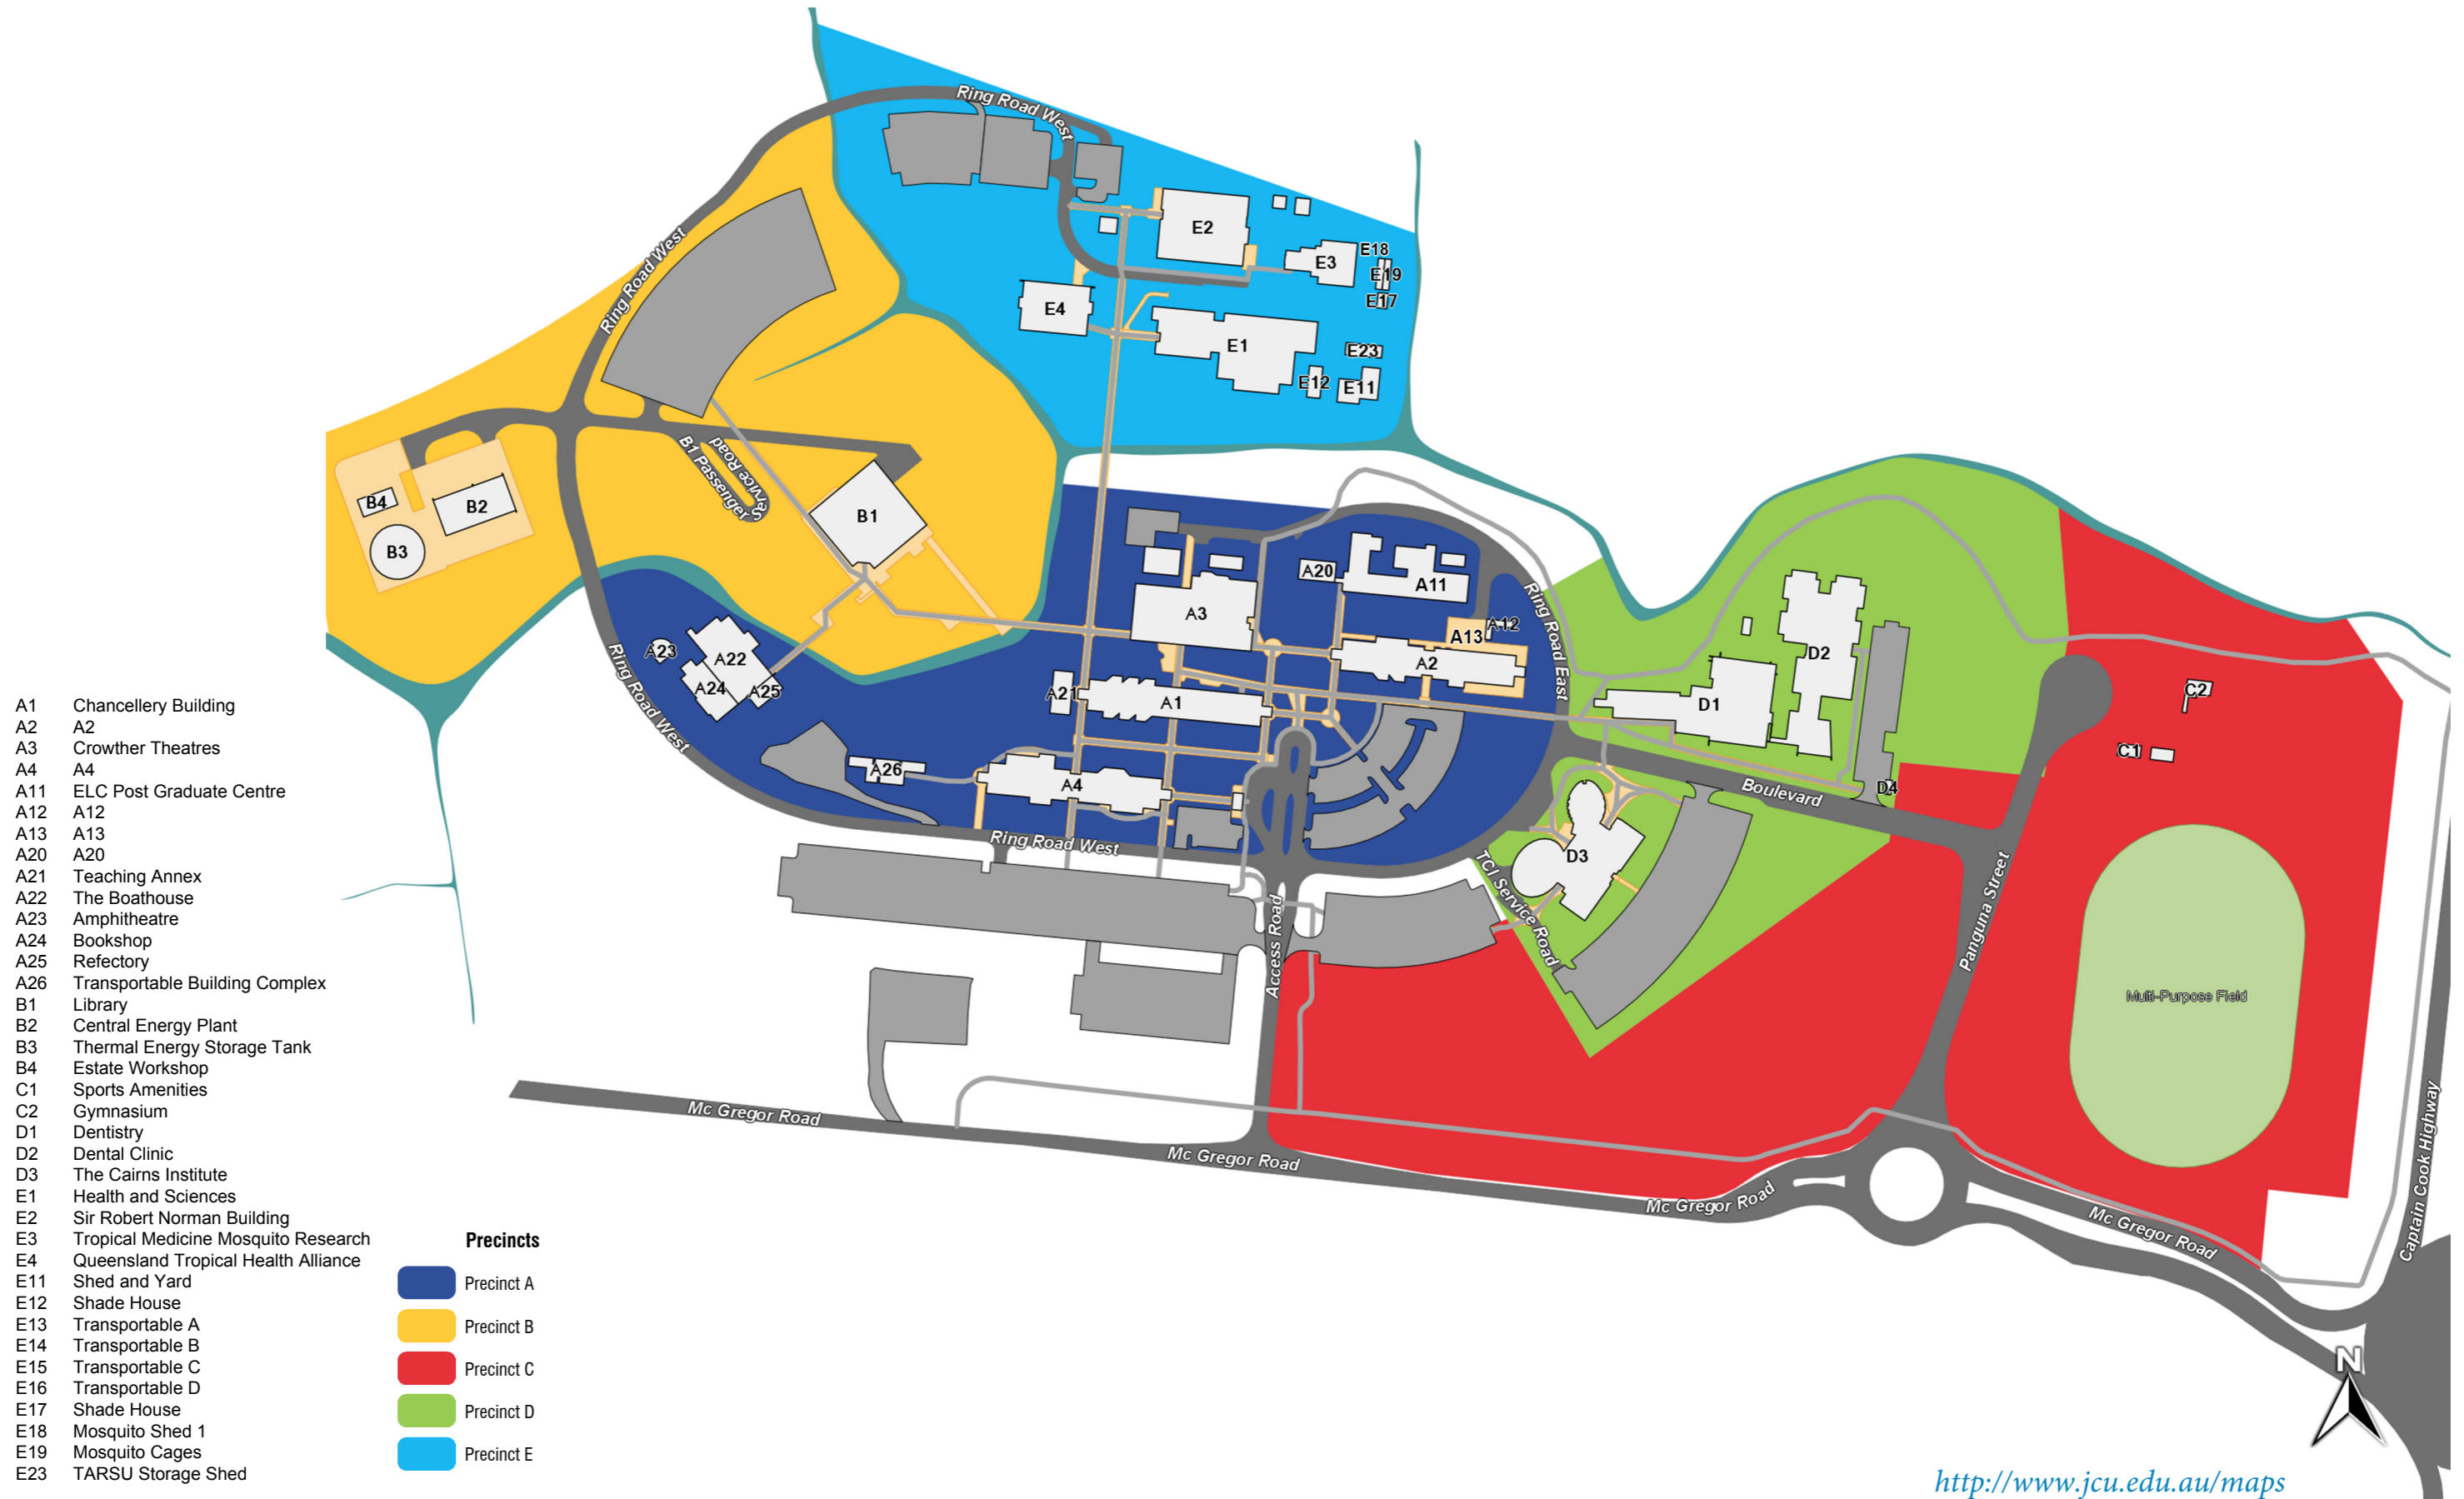 Ring Road West
Ring Road West
E2
E18
E3
E19
E17
E4
E1
E23
E12
E11
B1 Passenger
Service Road
B4
B2
B3
B1
A20
A11
A3
A12
A13
A2
Ring Road East
A23
A22
A24
A25
A21
A1
Ring Road West
A26
A4
Ring Road West
D2
D1
D4
Boulevard
D3
TCI Service Road
C2
C1
Panguna Street
Access Road
Multi-Purpose Field
Captain Cook Highway
Mc Gregor Road
Mc Gregor Road
Mc Gregor Road
Mc Gregor Road
A1 Chancellery Building
A2 A2
A3 Crowther Theatres
A4 A4
A11 ELC Post Graduate Centre
A12 A12
A13 A13
A20 A20
A21 Teaching Annex
A22 The Boathouse
A23 Amphitheatre
A24 Bookshop
A25 Refectory
A26 Transportable Building Complex
B1 Library
B2 Central Energy Plant
B3 Thermal Energy Storage Tank
B4 Estate Workshop
C1 Sports Amenities
C2 Gymnasium
D1 Dentistry
D2 Dental Clinic
D3 The Cairns Institute
E1 Health and Sciences
E2 Sir Robert Norman Building
E3 Tropical Medicine Mosquito Research
E4 Queensland Tropical Health Alliance
E11 Shed and Yard
E12 Shade House
E13 Transportable A
E14 Transportable B
E15 Transportable C
E16 Transportable D
E17 Shade House
E18 Mosquito Shed 1
E19 Mosquito Cages
E23 TARSU Storage Shed
Precincts
Precinct A
Precinct B
Precinct C
Precinct D
Precinct E
N
http://www.jcu.edu.au/maps